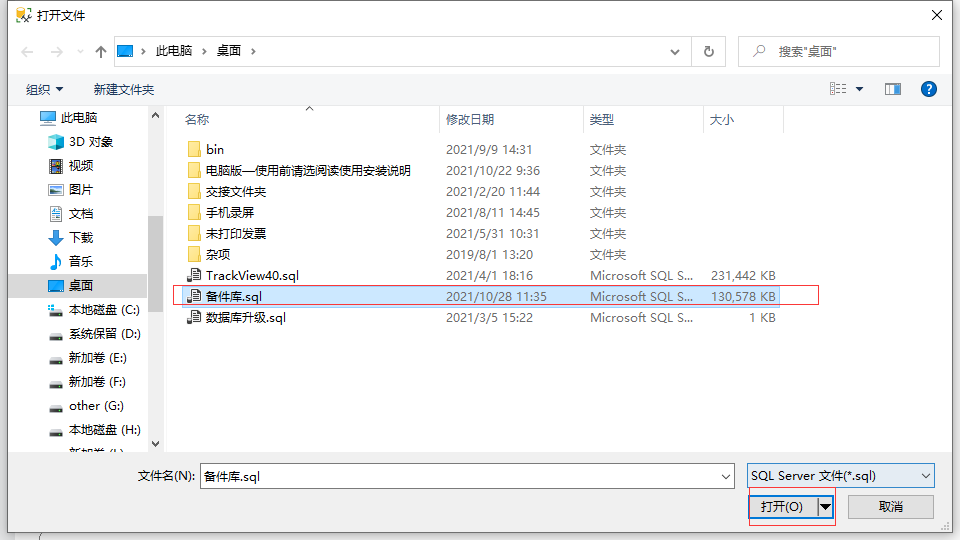 打开文件
此电脑 桌面 搜索"桌面"
组织 新建文件夹
名称 修改日期 类型 大小
此电脑
3D 对象
视频
图片
文档
下载
音乐
桌面
本地磁盘 (C:)
系统保留 (D:)
新加卷 (E:)
新加卷 (F:)
other (G:)
本地磁盘 (H:)
bin 2021/9/9 14:31 文件夹
电脑版—使用前请选阅读使用安装说明 2021/10/22 9:36 文件夹
交接文件夹 2021/2/20 11:44 文件夹
手机录屏 2021/8/11 14:45 文件夹
未打印发票 2021/5/31 10:31 文件夹
杂项 2019/8/1 13:20 文件夹
TrackView40.sql 2021/4/1 18:16 Microsoft SQL S... 231,442 KB
备件库.sql 2021/10/28 11:35 Microsoft SQL S... 130,578 KB
数据库升级.sql 2021/3/5 15:22 Microsoft SQL S... 1 KB
文件名(N): 备件库.sql SQL Server 文件(*.sql)
打开(O) 取消